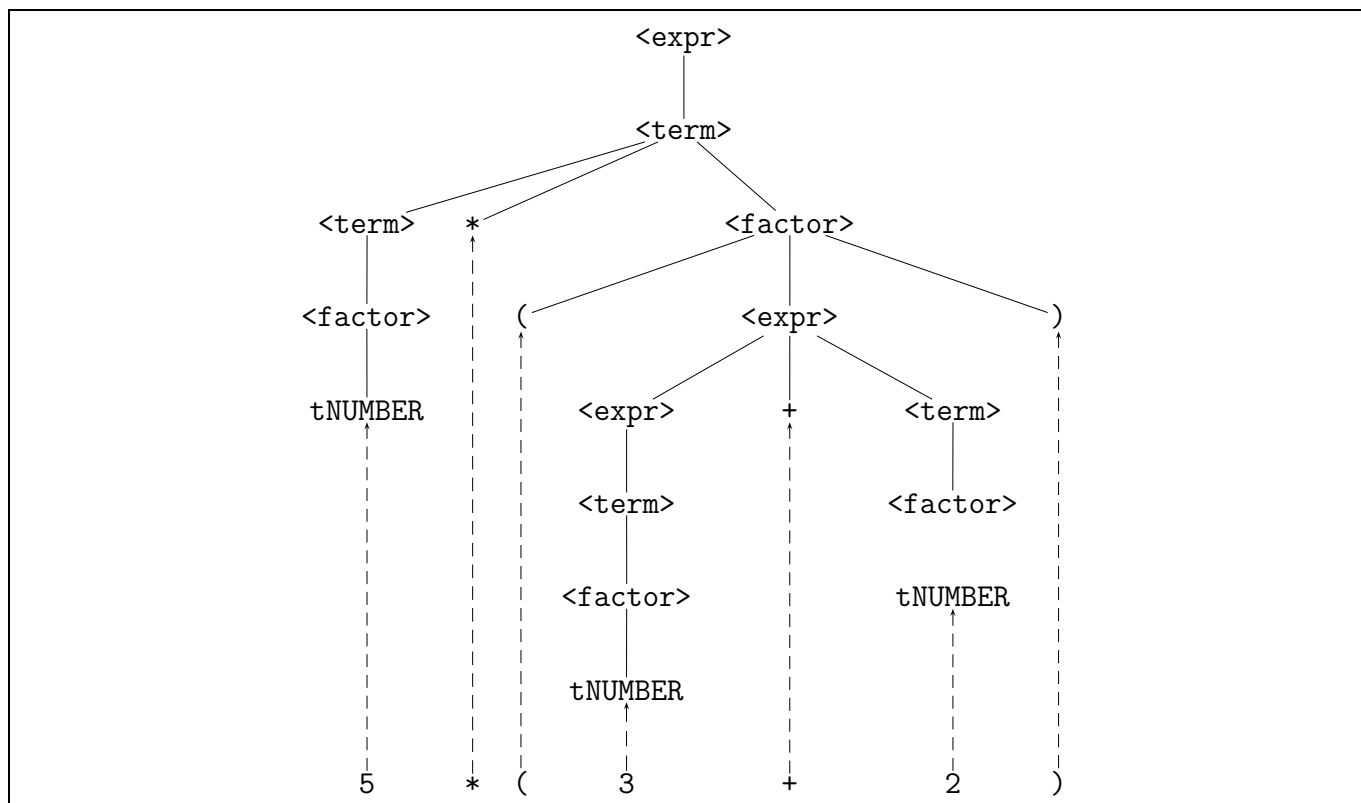 <expr>
<term>
<term> * <factor>
<factor> ( <expr> )
tNUMBER <expr> + <term>
<term> <factor>
<factor> tNUMBER
tNUMBER
5 * ( 3 + 2 )